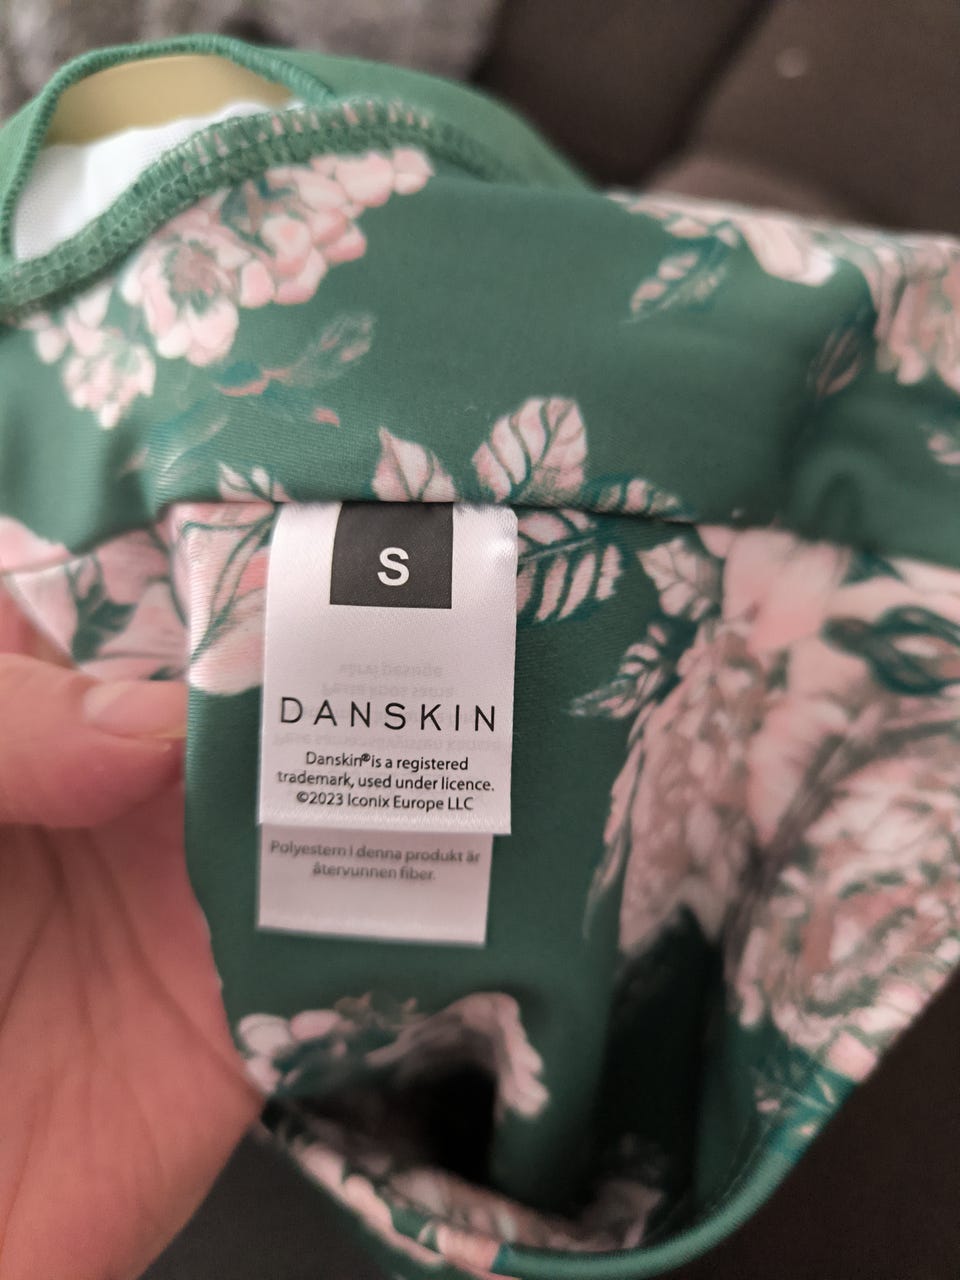 S
DANSKIN
Danskin® is a registered
trademark, used under licence.
©2023 Iconix Europe LLC
Polyestern i denna produkt är
återvunnen fiber.